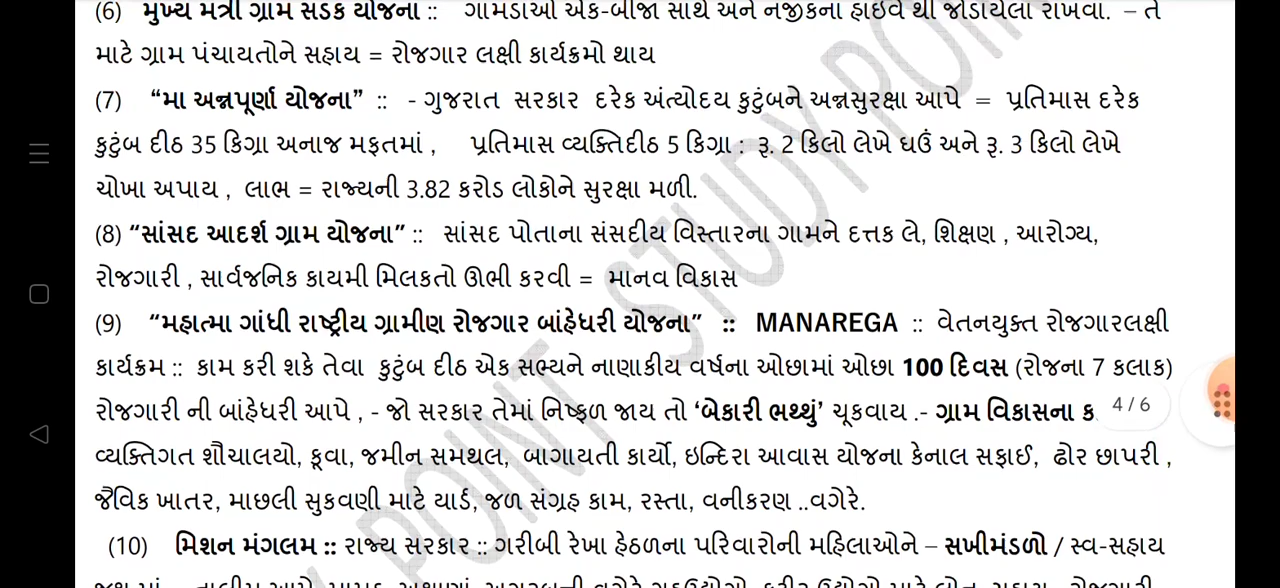 (6) મુખ્ય મંત્રી ગ્રામ સડક યોજના :: ગામડાઓ એક-બીજા સાથે અને નજીકના હાઇવે થી જોડાયેલા રાખવા. – તે
માટે ગ્રામ પંચાયતોને સહાય = રોજગાર લક્ષી કાર્યક્રમો થાય
(7) “મા અન્નપૂર્ણા યોજના” :: - ગુજરાત સરકાર દરેક અંત્યોદય કુટુંબને અન્નસુરક્ષા આપે = પ્રતિમાસ દરેક
કુટુંબ દીઠ 35 કિગ્રા અનાજ મફતમાં , પ્રતિમાસ વ્યક્તિદીઠ 5 કિગ્રા : રૂ. 2 કિલો લેખે ઘઉં અને રૂ. 3 કિલો લેખે
ચોખા અપાય , લાભ = રાજ્યની 3.82 કરોડ લોકોને સુરક્ષા મળી.
(8) “સાંસદ આદર્શ ગ્રામ યોજના” :: સાંસદ પોતાના સંસદીય વિસ્તારના ગામને દત્તક લે, શિક્ષણ , આરોગ્ય,
રોજગારી , સાર્વજનિક કાયમી મિલકતો ઊભી કરવી = માનવ વિકાસ
(9) “મહાત્મા ગાંધી રાષ્ટ્રીય ગ્રામીણ રોજગાર બાંહેધરી યોજના” :: MANAREGA :: વેતનયુક્ત રોજગારલક્ષી
કાર્યક્રમ :: કામ કરી શકે તેવા કુટુંબ દીઠ એક સભ્યને નાણાકીય વર્ષના ઓછામાં ઓછા 100 દિવસ (રોજના 7 કલાક)
રોજગારી ની બાંહેધરી આપે , - જો સરકાર તેમાં નિષ્ફળ જાય તો ‘બેકારી ભથ્થું’ ચૂકવાય .- ગ્રામ વિકાસના ક
4 / 6
વ્યક્તિગત શૌચાલયો, કૂવા, જમીન સમથલ, બાગાયતી કાર્યો, ઇન્દિરા આવાસ યોજના કેનાલ સફાઈ, ઢોર છાપરી ,
જૈવિક ખાતર, માછલી સુકવણી માટે યાર્ડ, જળ સંગ્રહ કામ, રસ્તા, વનીકરણ ..વગેરે.
(10) મિશન મંગલમ :: રાજ્ય સરકાર :: ગરીબી રેખા હેઠળના પરિવારોની મહિલાઓને – સખીમંડળો / સ્વ-સહાય
STUDY POINT
POINT